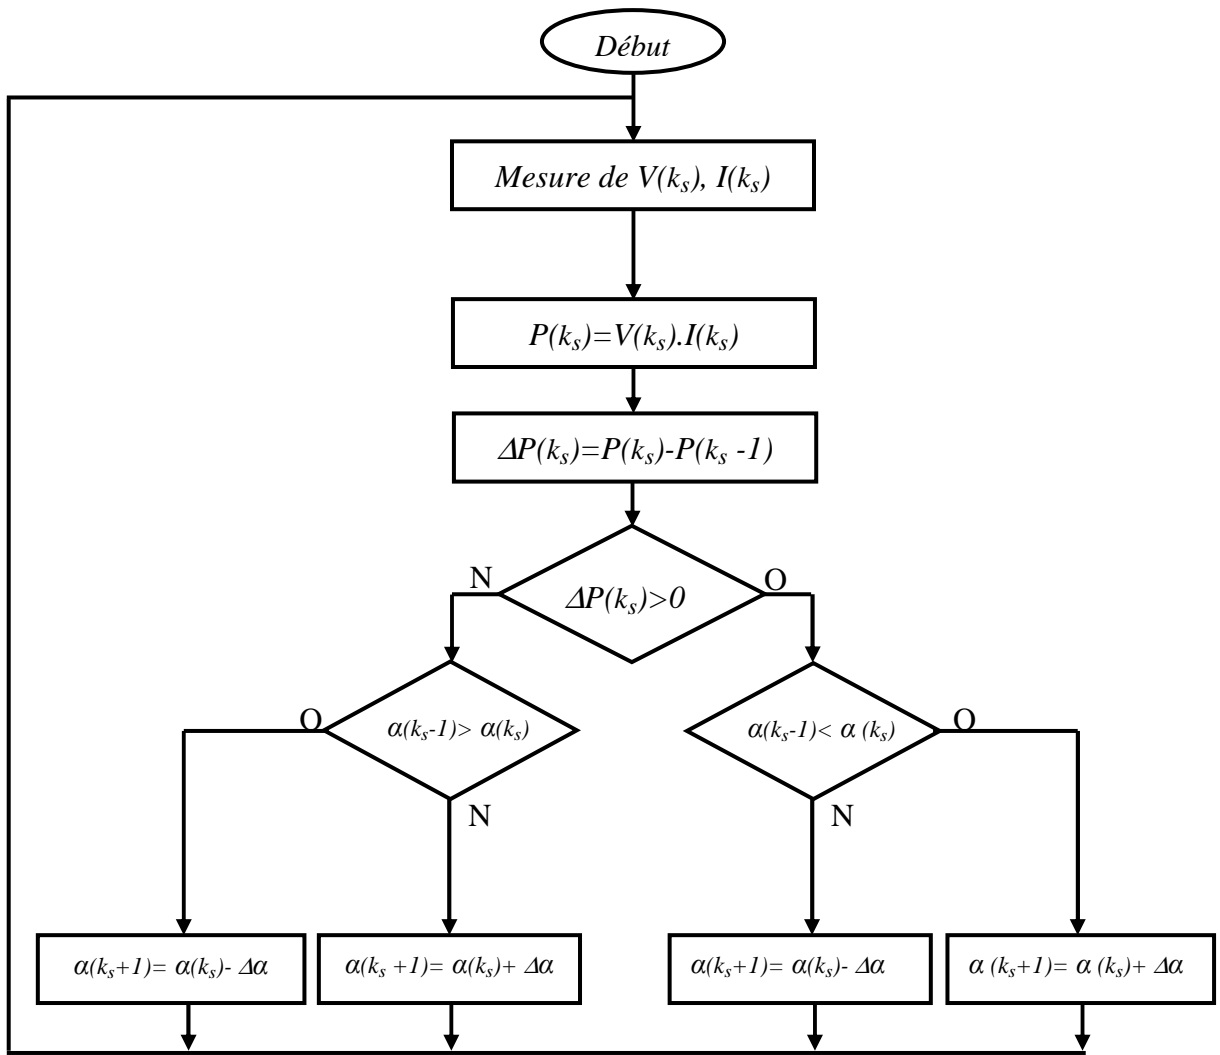 Début
Mesure de V(kₛ), I(kₛ)
P(kₛ)=V(kₛ).I(kₛ)
ΔP(kₛ)=P(kₛ)-P(kₛ -1)
N
O
ΔP(kₛ)>0
O
α(kₛ-1)> α(kₛ)
N
α(kₛ-1)< α (kₛ)
O
N
α(kₛ+1)= α(kₛ)- Δα
α(kₛ +1)= α(kₛ)+ Δα
α(kₛ+1)= α(kₛ)- Δα
α (kₛ+1)= α (kₛ)+ Δα